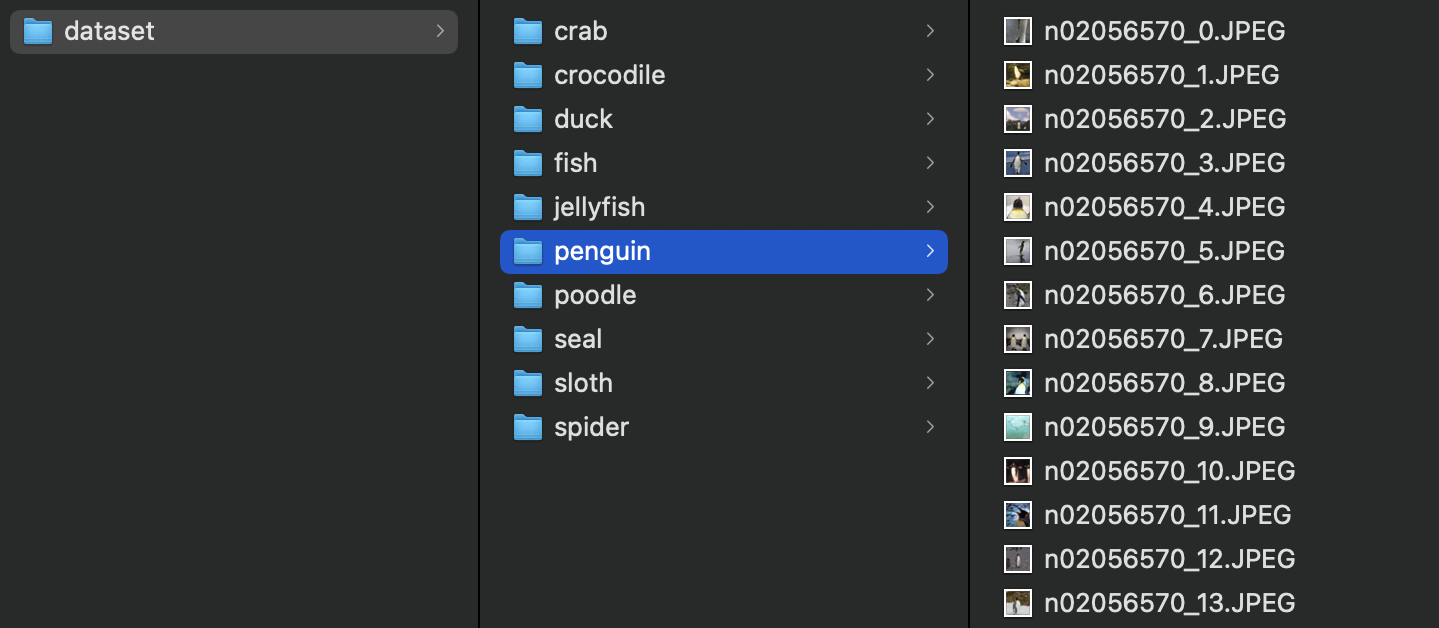 dataset
crab
crocodile
duck
fish
jellyfish
penguin
poodle
seal
sloth
spider
n02056570_0.JPEG
n02056570_1.JPEG
n02056570_2.JPEG
n02056570_3.JPEG
n02056570_4.JPEG
n02056570_5.JPEG
n02056570_6.JPEG
n02056570_7.JPEG
n02056570_8.JPEG
n02056570_9.JPEG
n02056570_10.JPEG
n02056570_11.JPEG
n02056570_12.JPEG
n02056570_13.JPEG